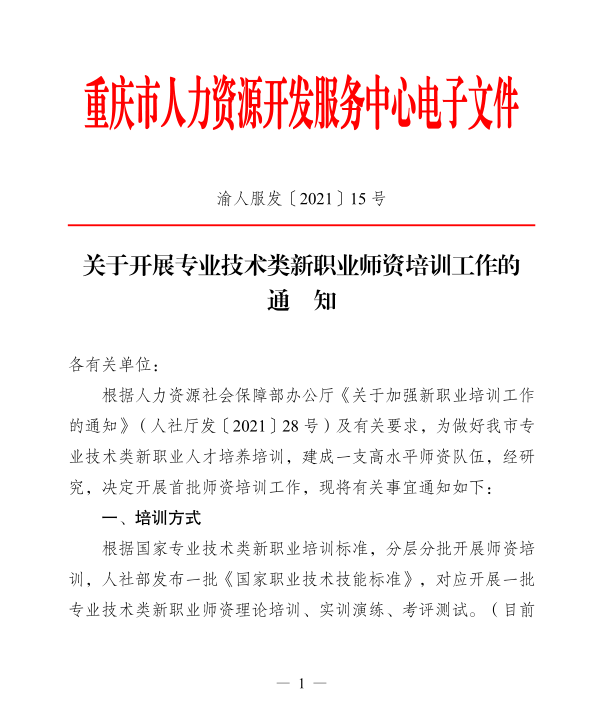 重庆市人力资源开发服务中心电子文件
渝人服发〔2021〕15 号
关于开展专业技术类新职业师资培训工作的
通 知
各有关单位：
根据人力资源社会保障部办公厅《关于加强新职业培训工作
的通知》（人社厅发〔2021〕28 号）及有关要求，为做好我市专
业技术类新职业人才培养培训，建成一支高水平师资队伍，经研
究，决定开展首批师资培训工作，现将有关事宜通知如下：
一、培训方式
根据国家专业技术类新职业培训标准，分层分批开展师资培
训，人社部发布一批《国家职业技术技能标准》，对应开展一批
专业技术类新职业师资理论培训、实训演练、考评测试。（目前
— 1 —